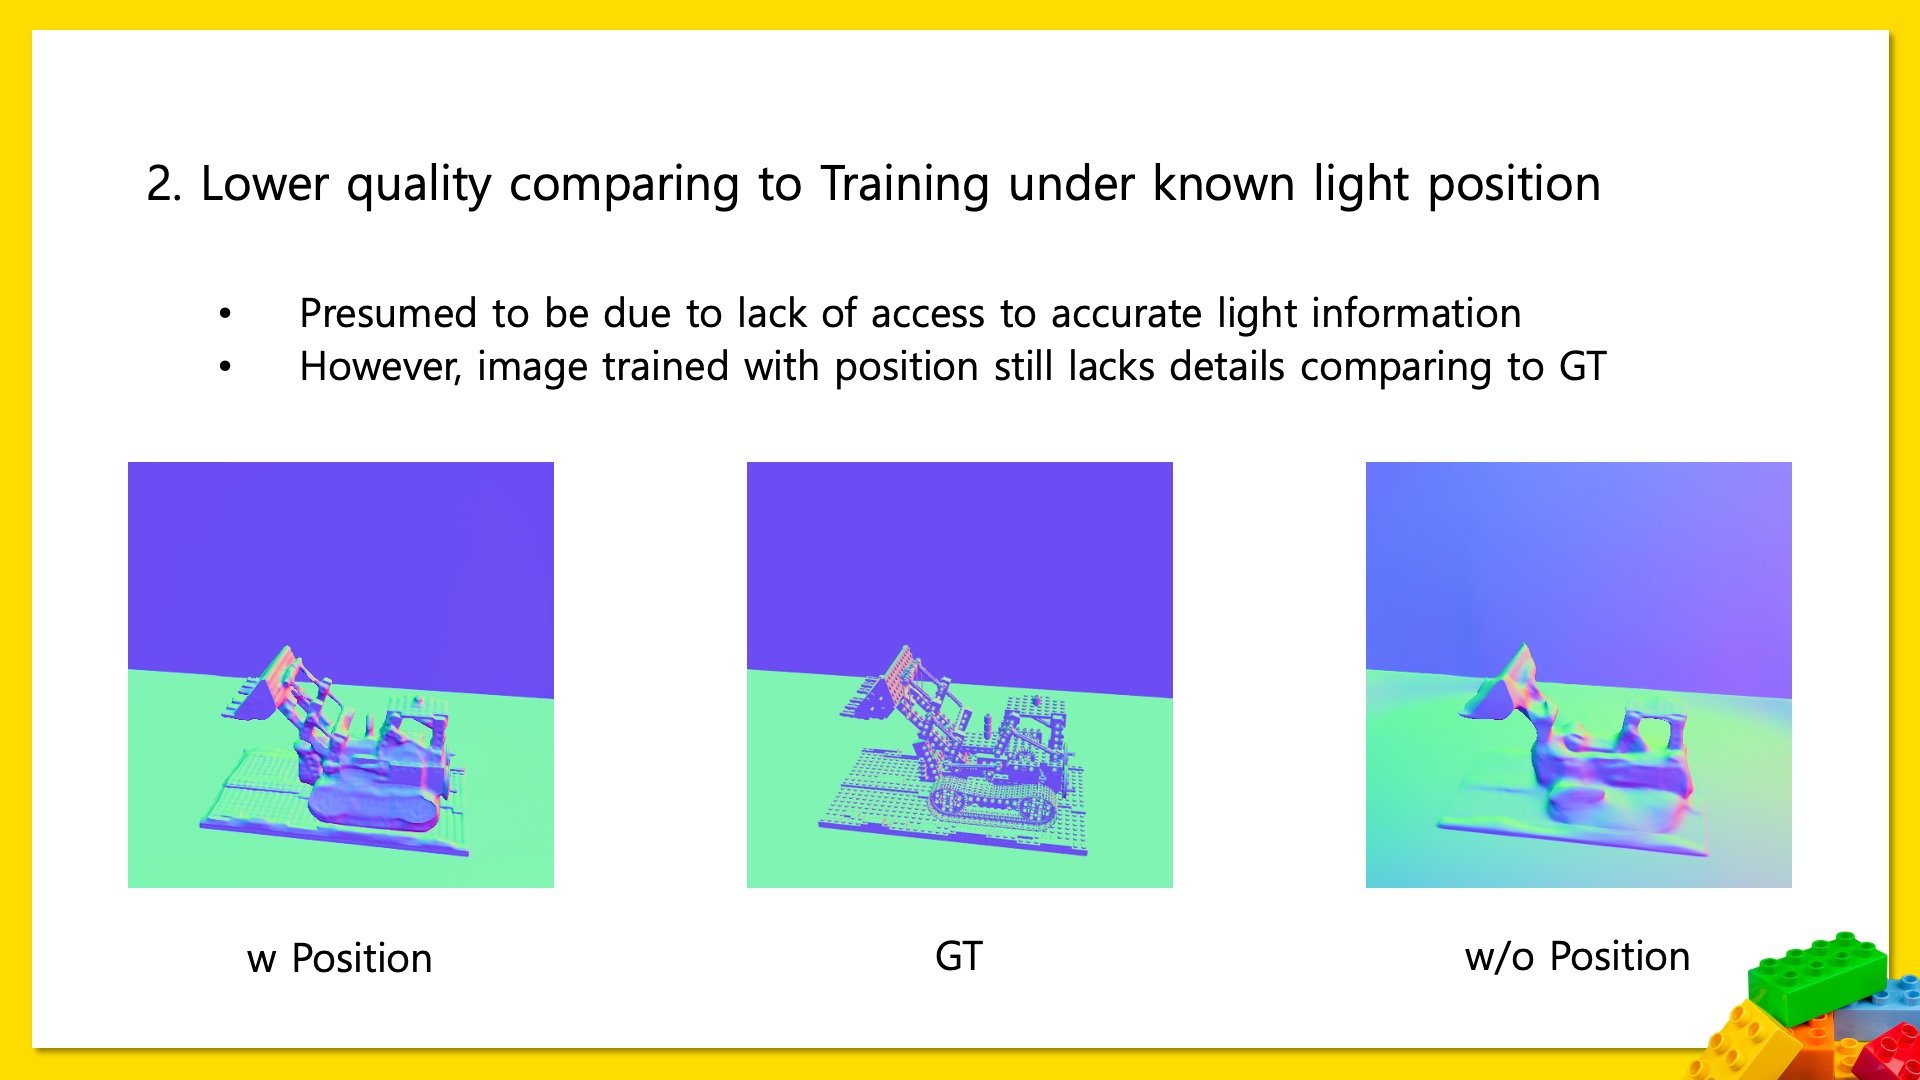 2. Lower quality comparing to Training under known light position
• Presumed to be due to lack of access to accurate light information
• However, image trained with position still lacks details comparing to GT
w Position
GT
w/o Position